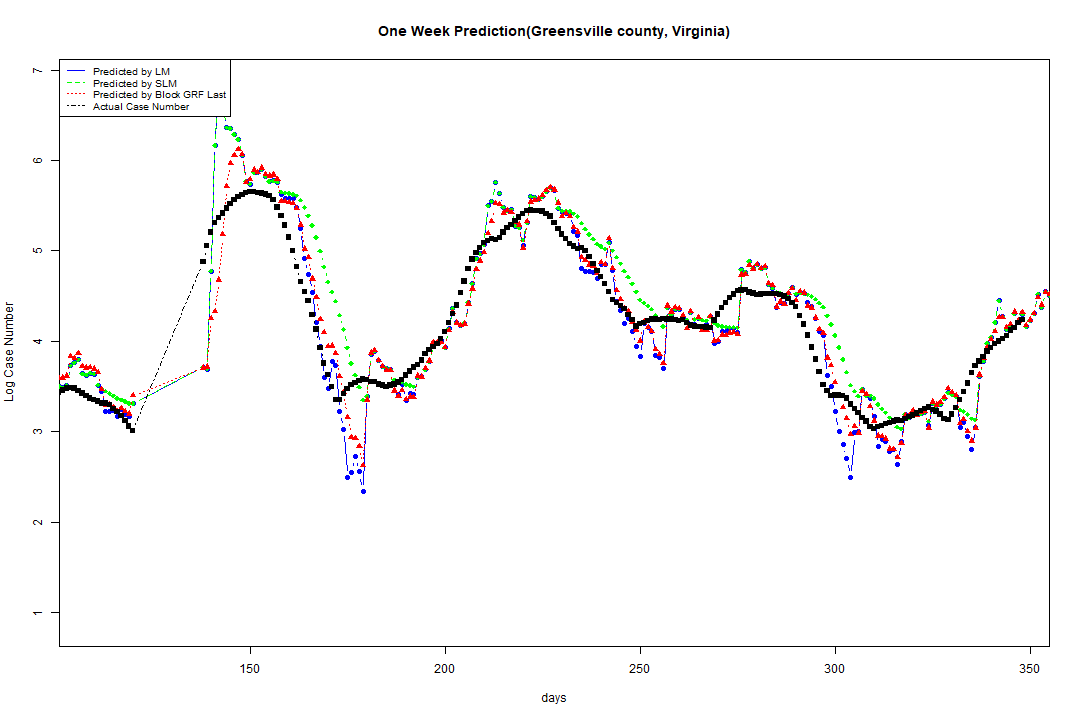 One Week Prediction(Greensville county, Virginia)
Predicted by LM
Predicted by SLM
Predicted by Block GRF Last
Actual Case Number
7
6
5
4
3
2
1
Log Case Number
150
200
250
300
350
days